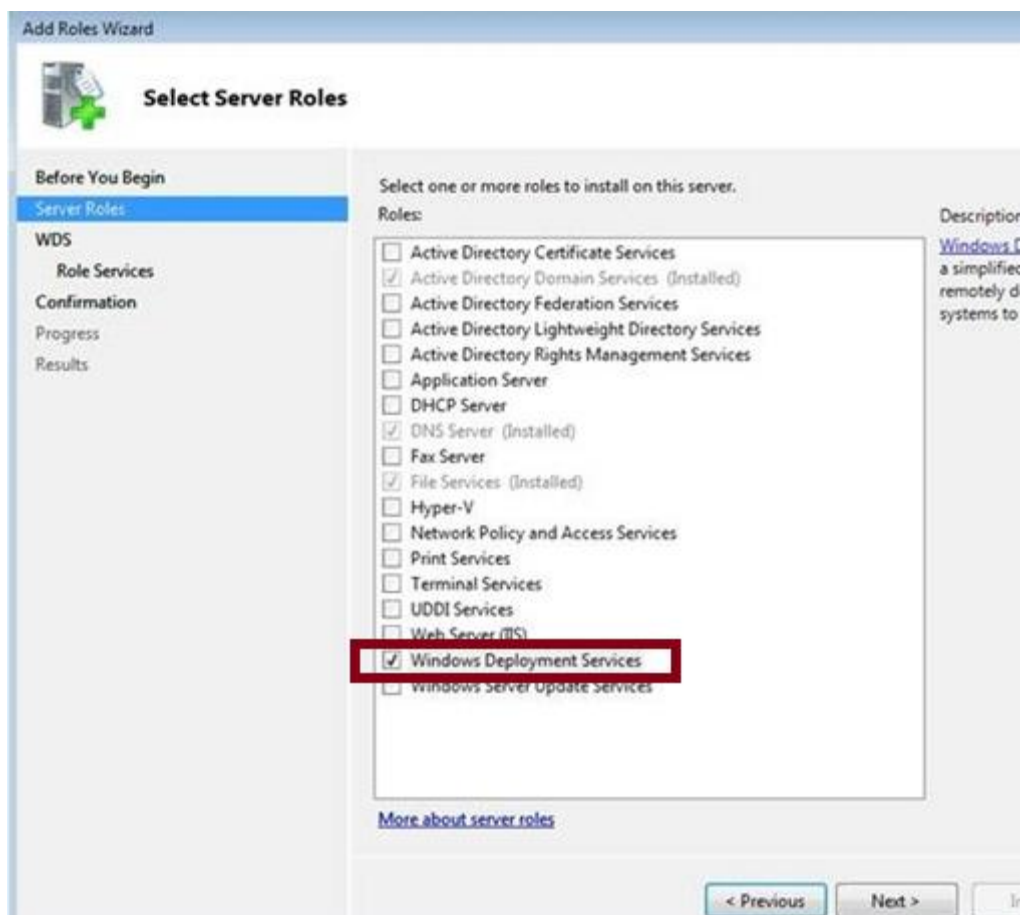 Add Roles Wizard
Select Server Roles
Before You Begin
Server Roles
WDS
Role Services
Confirmation
Progress
Results
Select one or more roles to install on this server.
Roles:
Active Directory Certificate Services
Active Directory Domain Services (Installed)
Active Directory Federation Services
Active Directory Lightweight Directory Services
Active Directory Rights Management Services
Application Server
DHCP Server
DNS Server (Installed)
Fax Server
File Services (Installed)
Hyper-V
Network Policy and Access Services
Print Services
Terminal Services
UDDI Services
Web Server (IIS)
Windows Deployment Services
Windows Server Update Services
More about server roles
Description
Windows
a simplified
remotely
systems to
< Previous
Next >